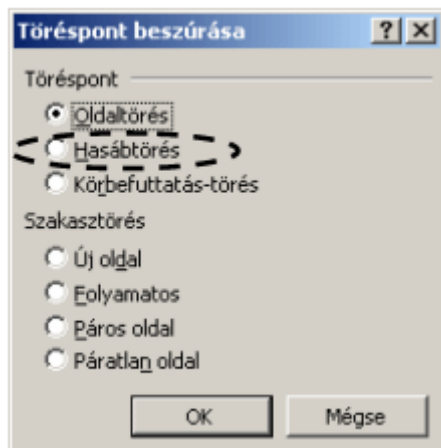 Töréspont beszúrása
Töréspont
Oldaltörés
Hasábtörés
Körbefuttatás-törés
Szakasztörés
Új oldal
Folyamatos
Páros oldal
Páratlan oldal
OK Mégse